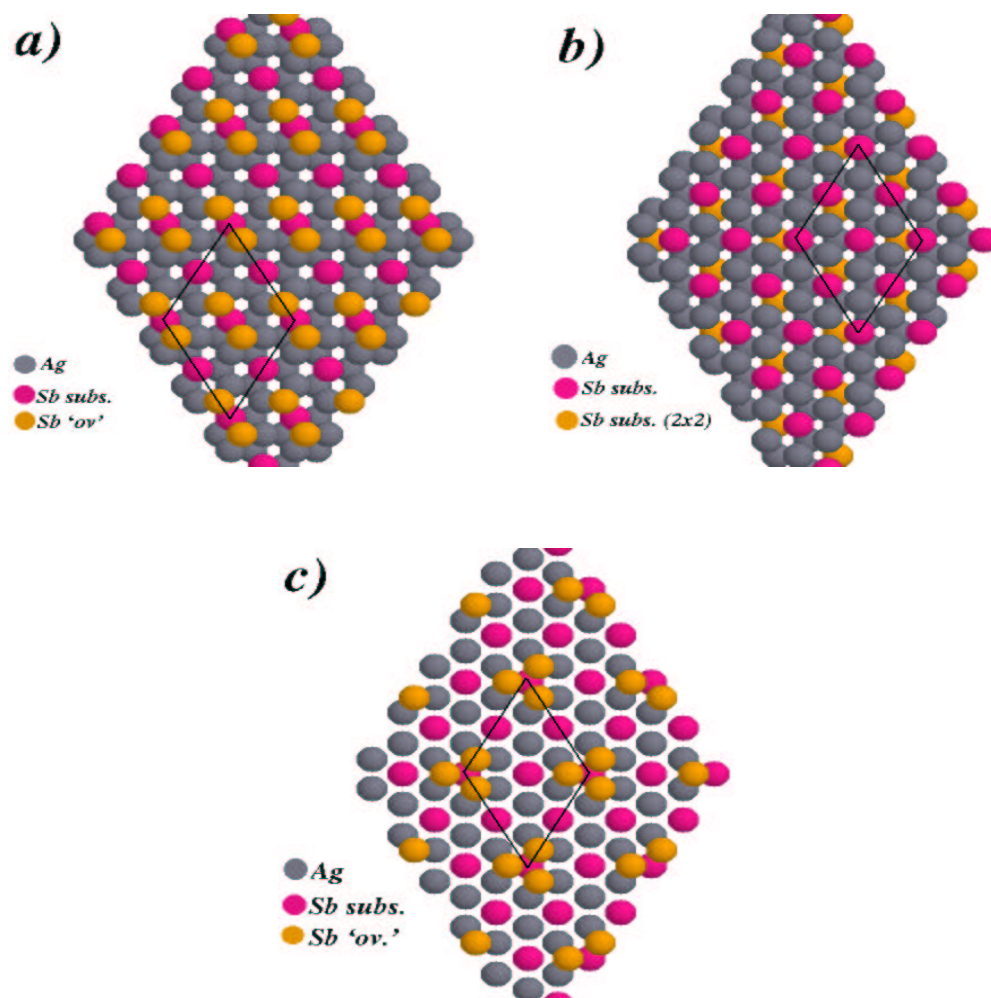 a)
Ag
Sb subs.
Sb 'ov'
b)
Ag
Sb subs.
Sb subs. (2x2)
c)
Ag
Sb subs.
Sb 'ov.'